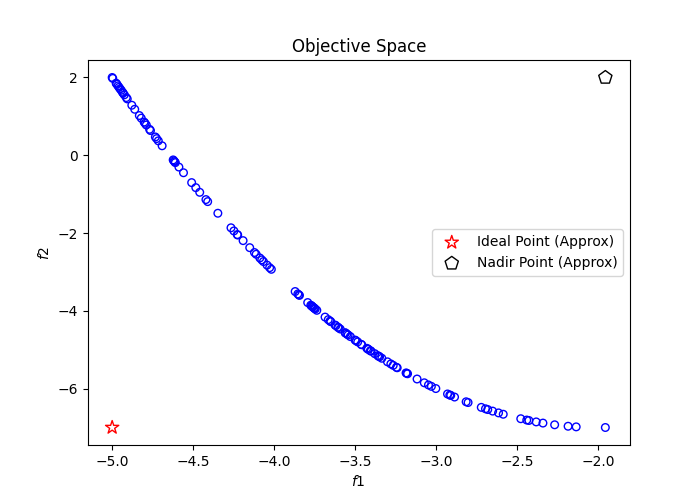 Objective Space
2
0
−2
−4
−6
f2
Ideal Point (Approx)
Nadir Point (Approx)
−5.0 −4.5 −4.0 −3.5 −3.0 −2.5 −2.0
f1